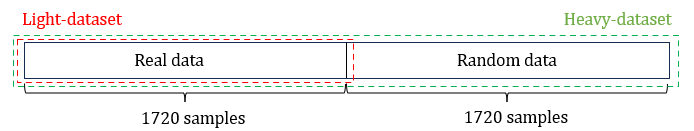 Light-dataset
Heavy-dataset
Real data
Random data
1720 samples
1720 samples